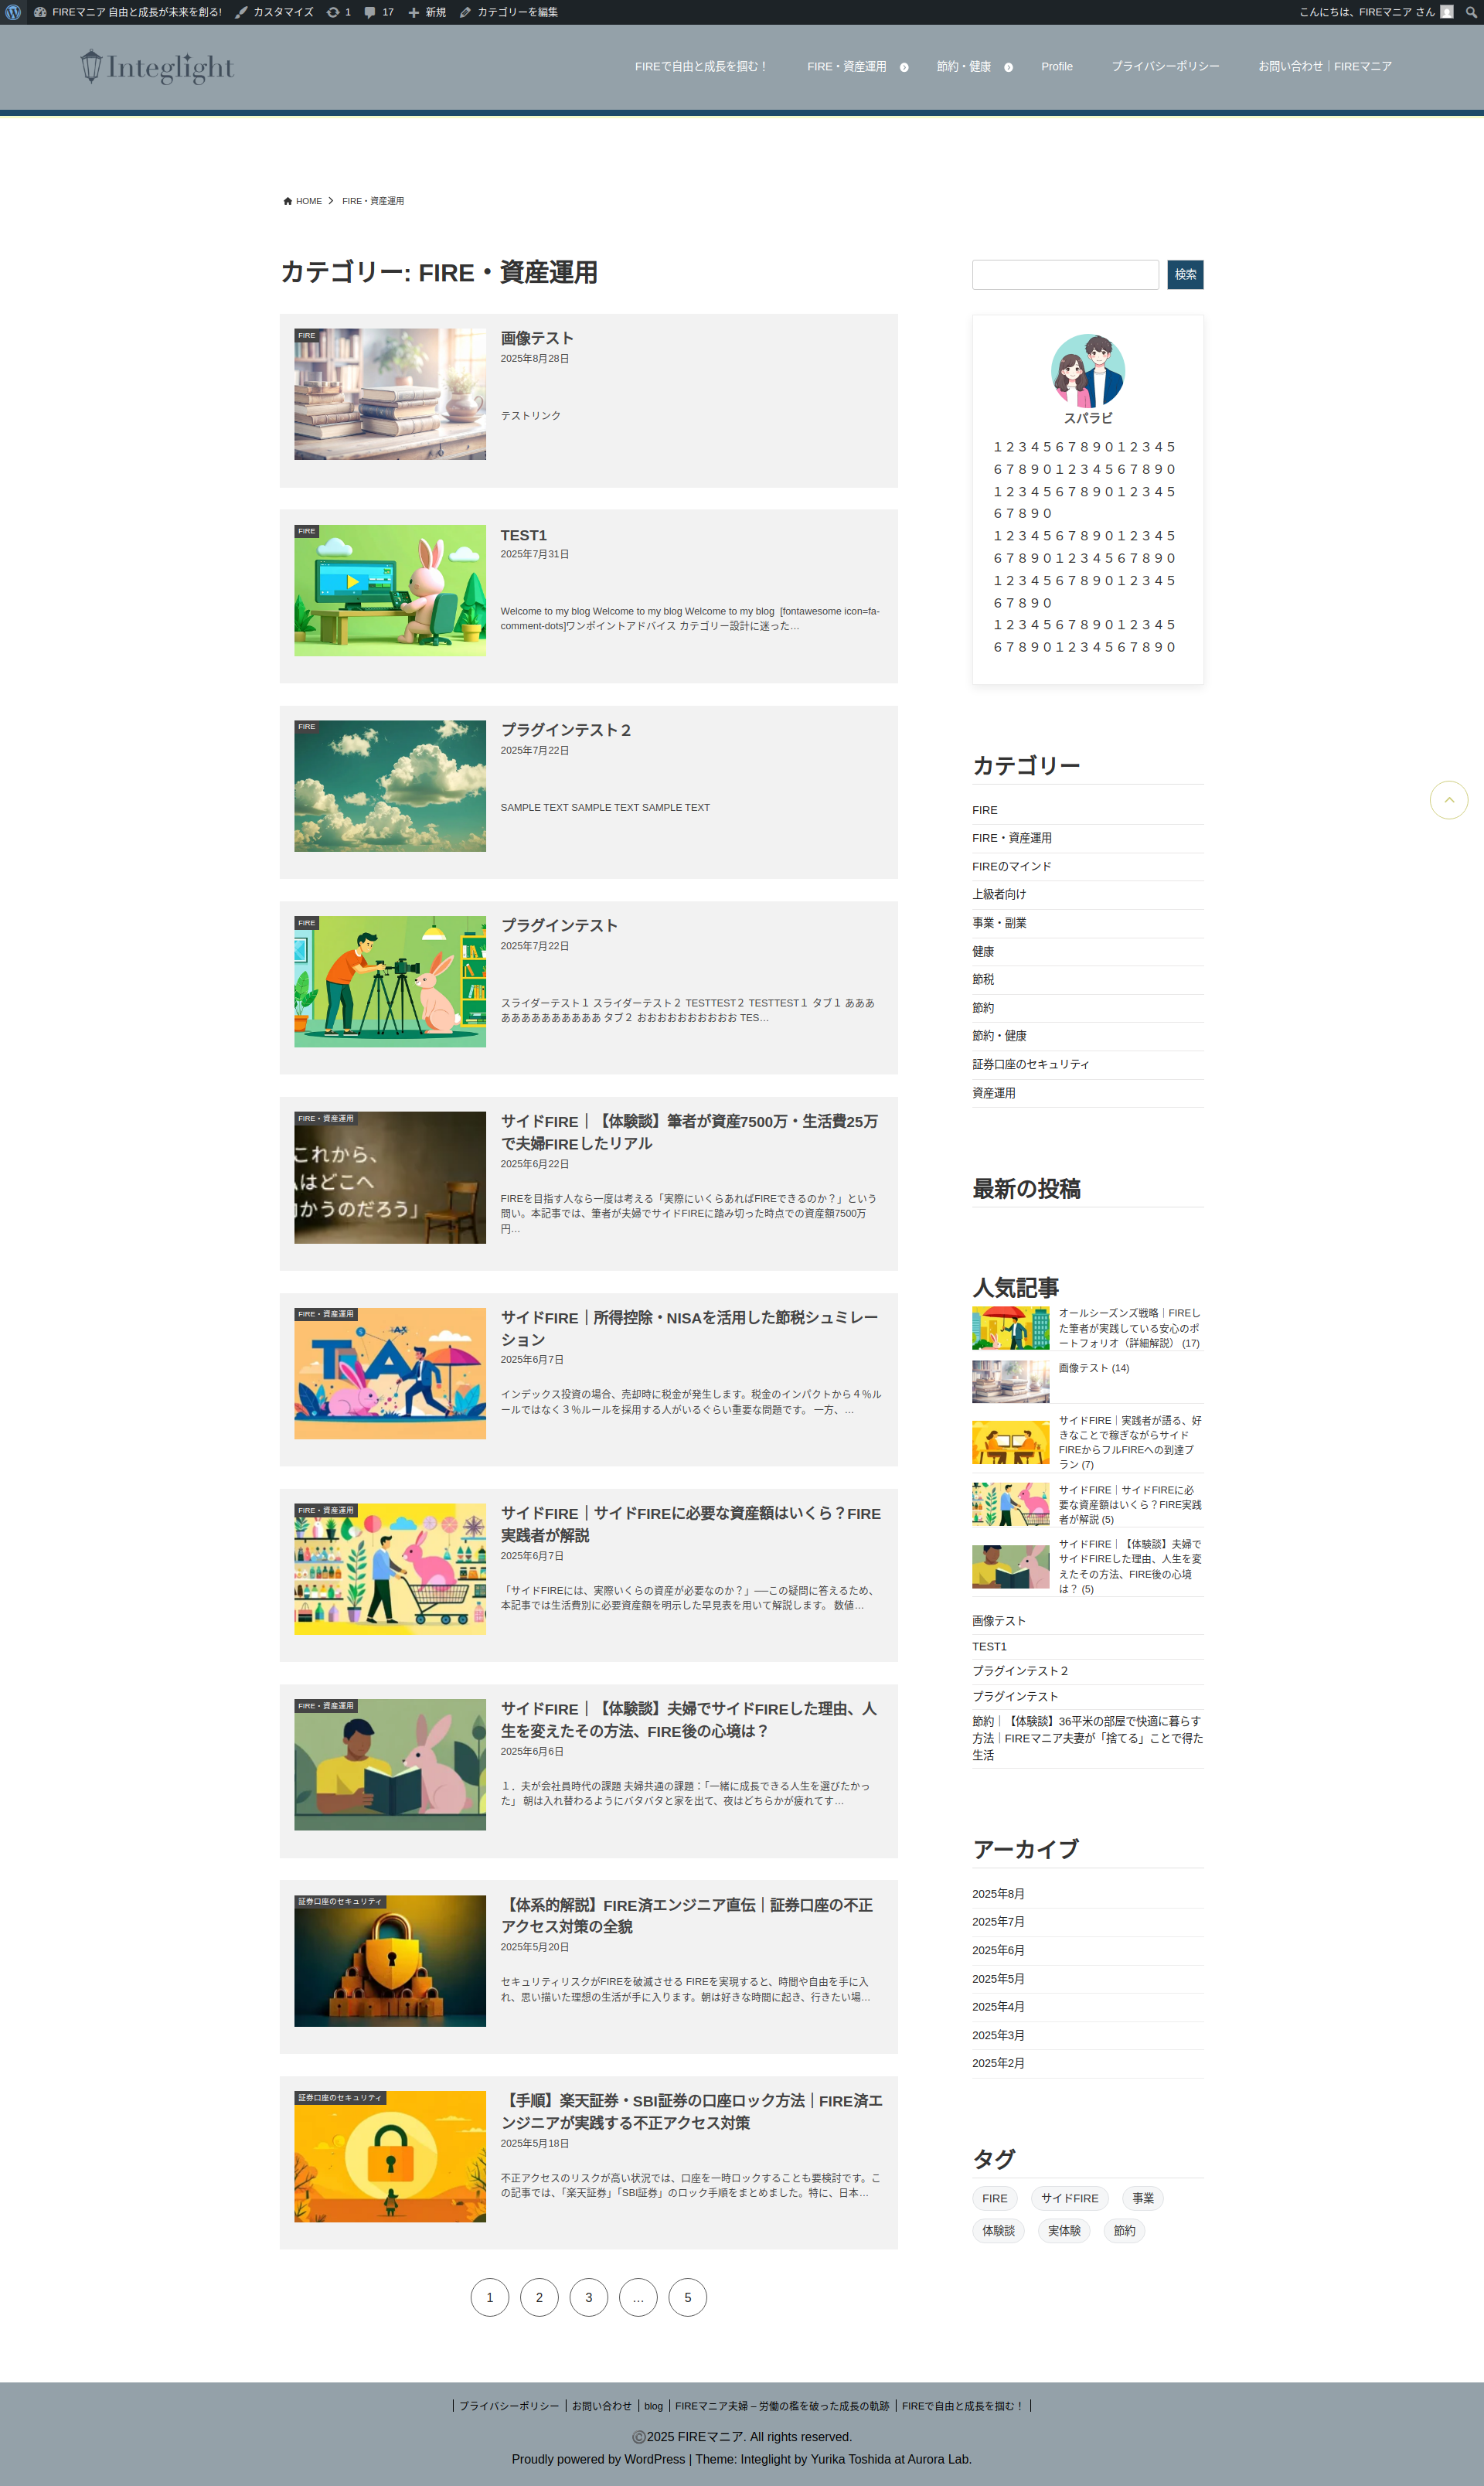 FIREマニア 自由と成長が未来を創る! カスタマイズ 1 17 新規 カテゴリーを編集 こんにちは、FIREマニア さん
Integlight FIREで自由と成長を掴む！ FIRE・資産運用 節約・健康 Profile プライバシーポリシー お問い合わせ｜FIREマニア
HOME FIRE・資産運用
カテゴリー: FIRE・資産運用
FIRE
画像テスト
2025年8月28日
テストリンク
FIRE
TEST1
2025年7月31日
Welcome to my blog Welcome to my blog Welcome to my blog [fontawesome icon=fa-
comment-dots]ワンポイントアドバイス カテゴリー設計に迷った…
FIRE
プラグインテスト２
2025年7月22日
SAMPLE TEXT SAMPLE TEXT SAMPLE TEXT
FIRE
プラグインテスト
2025年7月22日
スライダーテスト１ スライダーテスト２ TESTTEST２ TESTTEST１ タブ１ あああ
ああああああああああ タブ２ おおおおおおおおおお TES…
FIRE・資産運用
これから、
はどこへ
かうのだろう」
サイドFIRE｜【体験談】筆者が資産7500万・生活費25万
で夫婦FIREしたリアル
2025年6月22日
FIREを目指す人なら一度は考える「実際にいくらあればFIREできるのか？」という
問い。本記事では、筆者が夫婦でサイドFIREに踏み切った時点での資産額7500万
円…
FIRE・資産運用
サイドFIRE｜所得控除・NISAを活用した節税シュミレー
ション
2025年6月7日
インデックス投資の場合、売却時に税金が発生します。税金のインパクトから４％ル
ールではなく３％ルールを採用する人がいるぐらい重要な問題です。 一方、…
FIRE・資産運用
サイドFIRE｜サイドFIREに必要な資産額はいくら？FIRE
実践者が解説
2025年6月7日
「サイドFIREには、実際いくらの資産が必要なのか？」──この疑問に答えるため、
本記事では生活費別に必要資産額を明示した早見表を用いて解説します。 数値…
FIRE・資産運用
サイドFIRE｜【体験談】夫婦でサイドFIREした理由、人
生を変えたその方法、FIRE後の心境は？
2025年6月6日
１．夫が会社員時代の課題 夫婦共通の課題：「一緒に成長できる人生を選びたかっ
た」 朝は入れ替わるようにバタバタと家を出て、夜はどちらかが疲れてす…
証券口座のセキュリティ
【体系的解説】FIRE済エンジニア直伝｜証券口座の不正
アクセス対策の全貌
2025年5月20日
セキュリティリスクがFIREを破滅させる FIREを実現すると、時間や自由を手に入
れ、思い描いた理想の生活が手に入ります。朝は好きな時間に起き、行きたい場…
証券口座のセキュリティ
【手順】楽天証券・SBI証券の口座ロック方法｜FIRE済エ
ンジニアが実践する不正アクセス対策
2025年5月18日
不正アクセスのリスクが高い状況では、口座を一時ロックすることも要検討です。こ
の記事では、「楽天証券」「SBI証券」のロック手順をまとめました。特に、日本…
1 2 3 … 5
検索
スパラビ
１２３４５６７８９０１２３４５
６７８９０１２３４５６７８９０
１２３４５６７８９０１２３４５
６７８９０
１２３４５６７８９０１２３４５
６７８９０１２３４５６７８９０
１２３４５６７８９０１２３４５
６７８９０
１２３４５６７８９０１２３４５
６７８９０１２３４５６７８９０
カテゴリー
FIRE
FIRE・資産運用
FIREのマインド
上級者向け
事業・副業
健康
節税
節約
節約・健康
証券口座のセキュリティ
資産運用
最新の投稿
人気記事
オールシーズンズ戦略｜FIREし
た筆者が実践している安心のポ
ートフォリオ（詳細解説） (17)
画像テスト (14)
サイドFIRE｜実践者が語る、好
きなことで稼ぎながらサイド
FIREからフルFIREへの到達プ
ラン (7)
サイドFIRE｜サイドFIREに必
要な資産額はいくら？FIRE実践
者が解説 (5)
サイドFIRE｜【体験談】夫婦で
サイドFIREした理由、人生を変
えたその方法、FIRE後の心境
は？ (5)
画像テスト
TEST1
プラグインテスト２
プラグインテスト
節約｜【体験談】36平米の部屋で快適に暮らす
方法｜FIREマニア夫妻が「捨てる」ことで得た
生活
アーカイブ
2025年8月
2025年7月
2025年6月
2025年5月
2025年4月
2025年3月
2025年2月
タグ
FIRE サイドFIRE 事業
体験談 実体験 節約
プライバシーポリシー お問い合わせ blog FIREマニア夫婦 – 労働の檻を破った成長の軌跡 FIREで自由と成長を掴む！
©2025 FIREマニア. All rights reserved.
Proudly powered by WordPress | Theme: Integlight by Yurika Toshida at Aurora Lab.